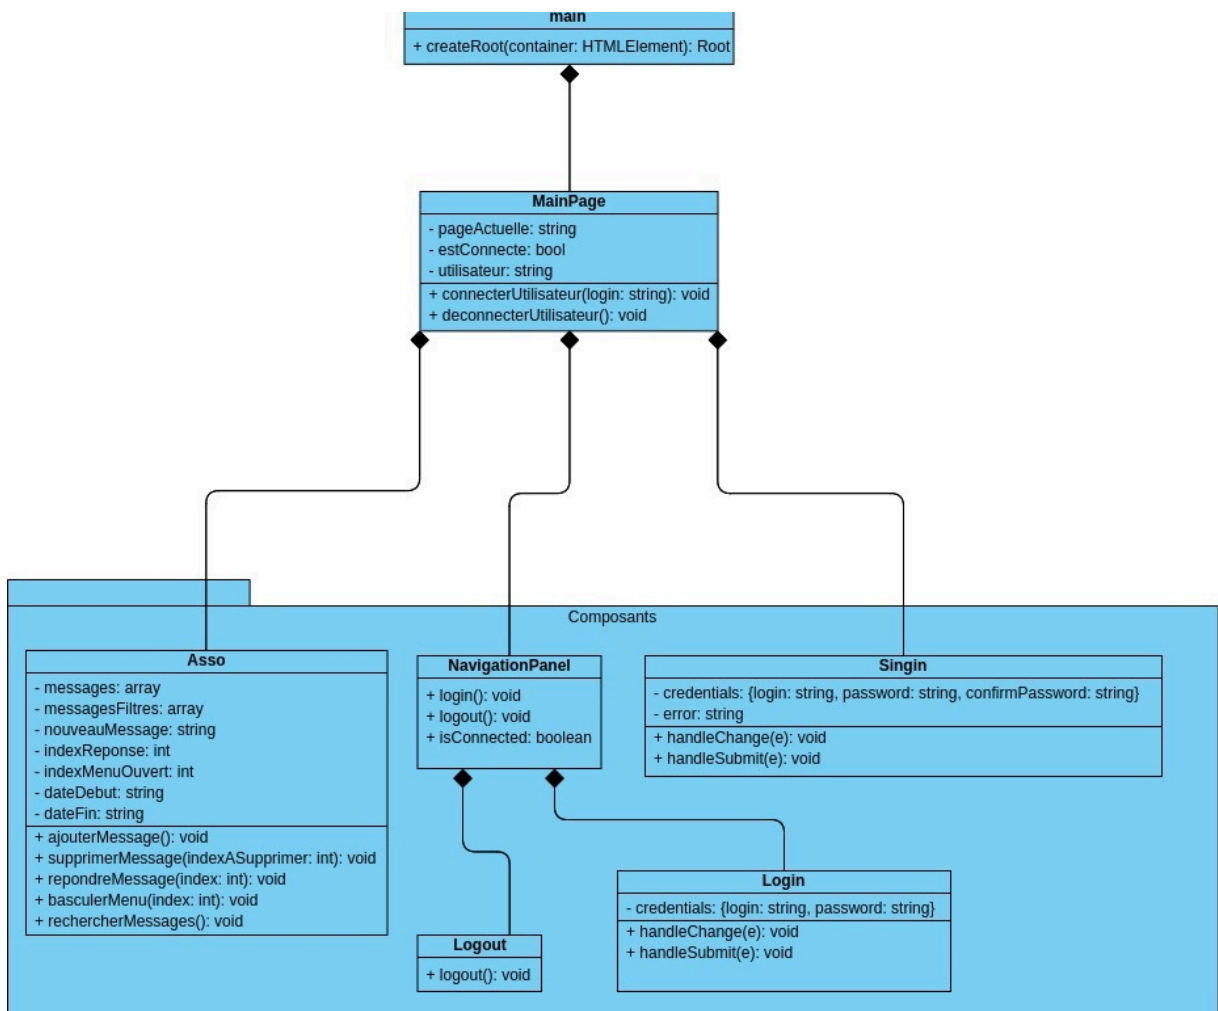 main
+ createRoot(container: HTMLElement): Root
MainPage
- pageActuelle: string
- estConnecte: bool
- utilisateur: string
+ connecterUtilisateur(login: string): void
+ deconnecterUtilisateur(): void
Composants
Asso
- messages: array
- messagesFiltres: array
- nouveauMessage: string
- indexReponse: int
- indexMenuOuvert: int
- dateDebut: string
- dateFin: string
+ ajouterMessage(): void
+ supprimerMessage(indexASupprimer: int): void
+ repondreMessage(index: int): void
+ basculerMenu(index: int): void
+ rechercherMessages(): void
NavigationPanel
+ login(): void
+ logout(): void
+ isConnected: boolean
Singin
- credentials: {login: string, password: string, confirmPassword: string}
- error: string
+ handleChange(e): void
+ handleSubmit(e): void
Logout
+ logout(): void
Login
- credentials: {login: string, password: string}
+ handleChange(e): void
+ handleSubmit(e): void